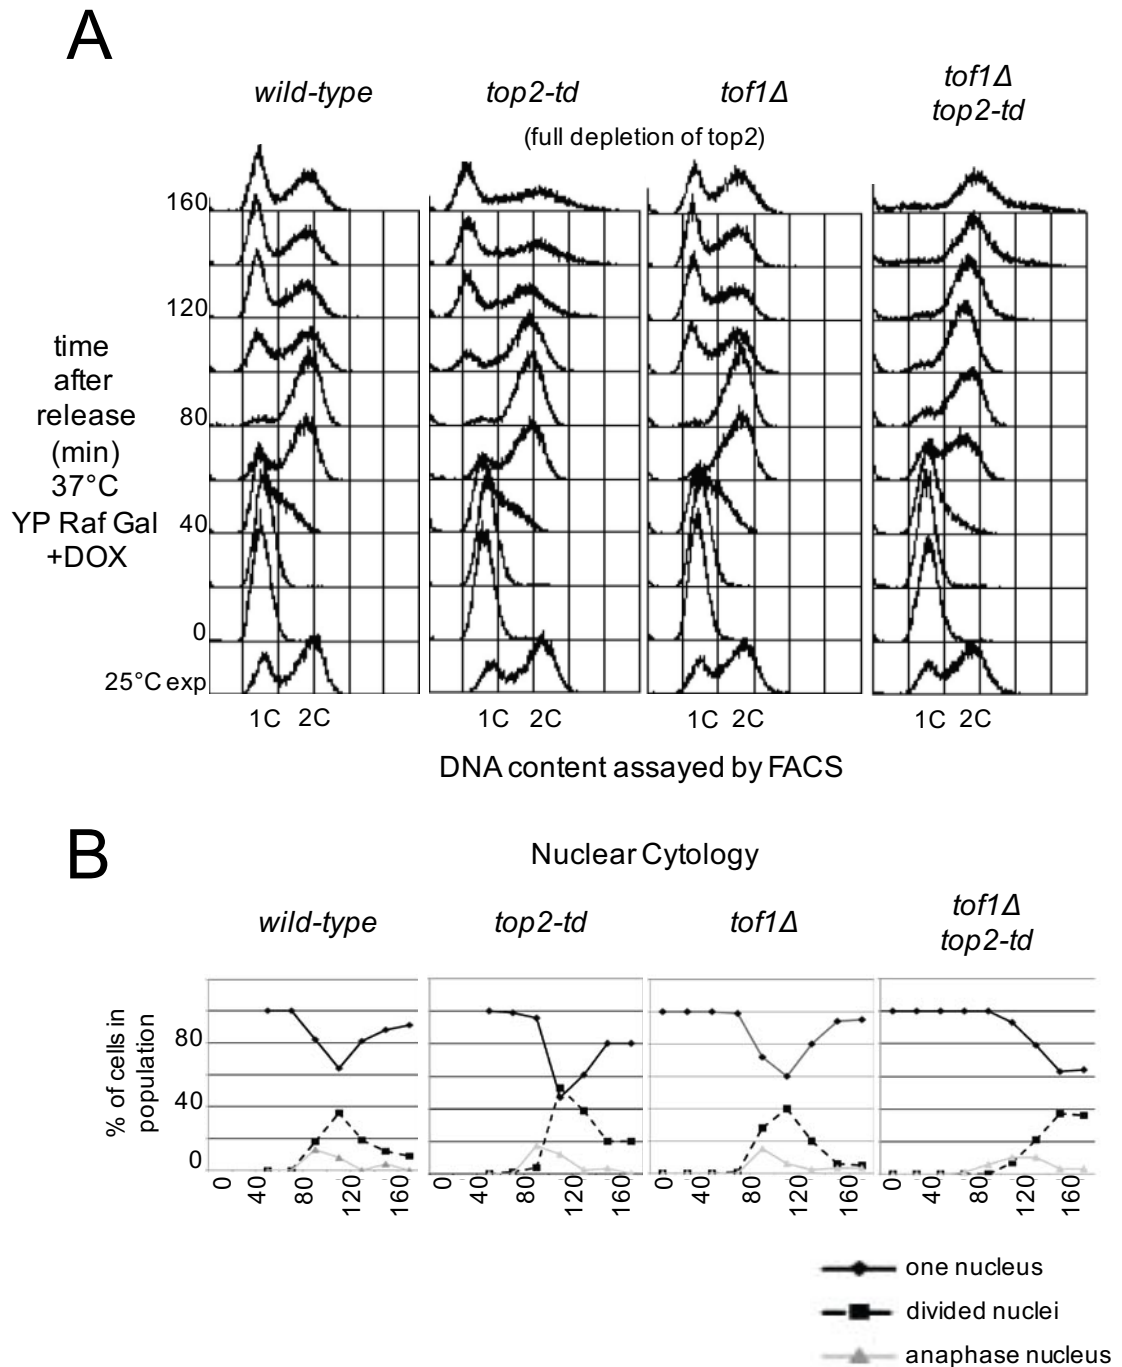 A
wild-type
top2-td
tof1Δ
tof1Δ
top2-td
(full depletion of top2)
time
after
release
(min)
37°C
YP Raf Gal
+DOX
160
120
80
40
0
25°C exp
1C 2C
1C 2C
1C 2C
1C 2C
DNA content assayed by FACS
B
Nuclear Cytology
wild-type
top2-td
tof1Δ
tof1Δ
top2-td
% of cells in
population
80
40
0
0 40 80 120 160
0 40 80 120 160
0 40 80 120 160
0 40 80 120 160
one nucleus
divided nuclei
anaphase nucleus